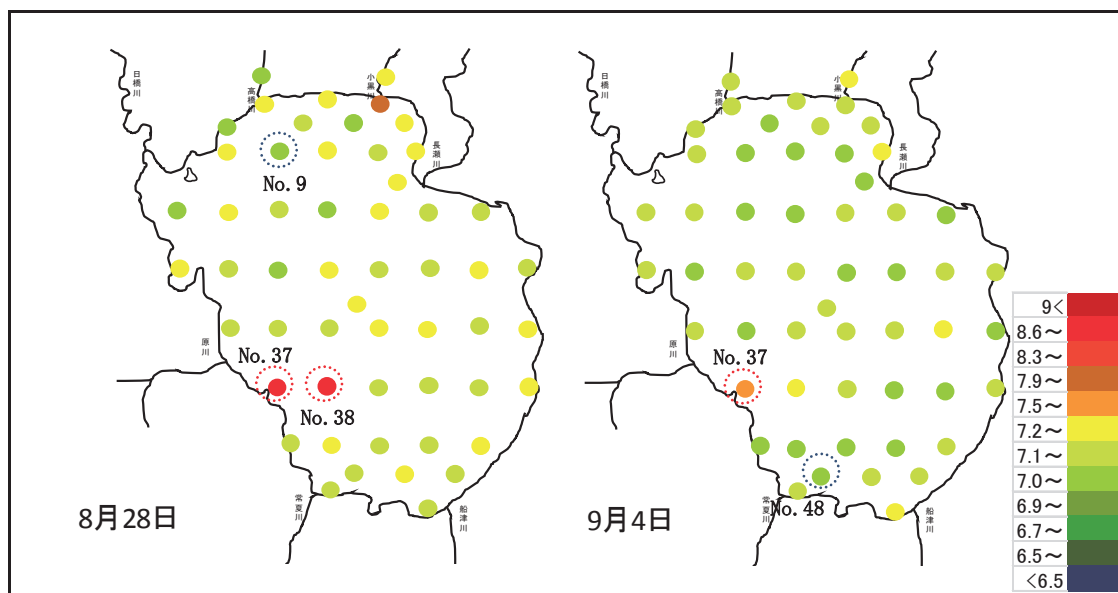 日橋川
高橋川
小黒川
長瀬川
No. 9
原川
No. 37
No. 38
常夏川
船津川
8月28日
日橋川
高橋川
小黒川
長瀬川
原川
No. 37
No. 48
常夏川
船津川
9月4日
9<
8.6～
8.3～
7.9～
7.5～
7.2～
7.1～
7.0～
6.9～
6.7～
6.5～
<6.5